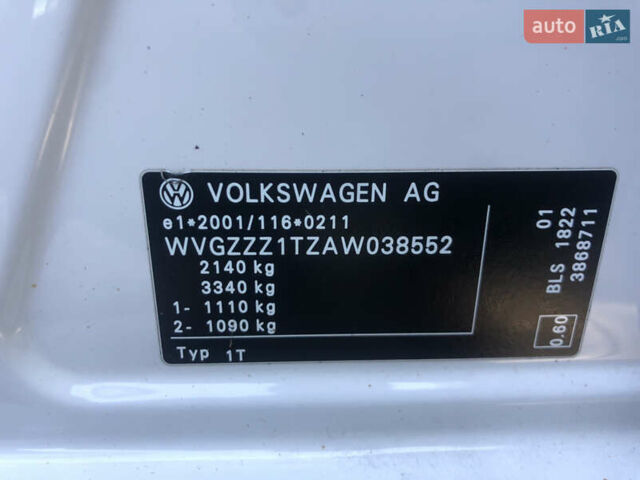 auto RIA .com
VOLKSWAGEN AG
e1*2001/116*0211
WVGZZZ1TZAW038552
2140 kg
3340 kg
1- 1110 kg
2- 1090 kg
Typ 1T
01
BLS 1822
3868711
0.60